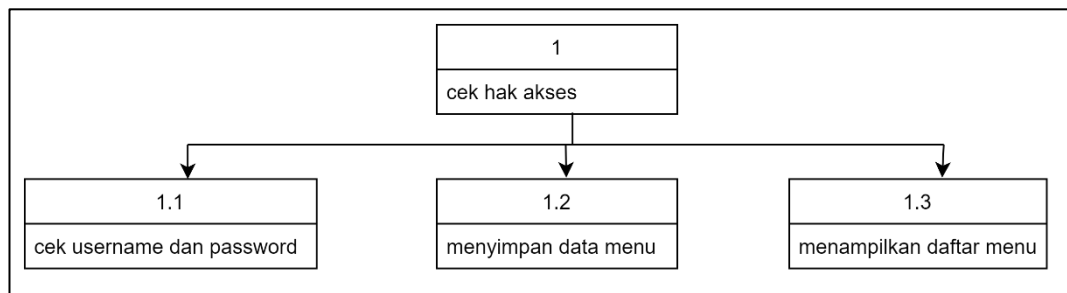 1
cek hak akses
1.1
cek username dan password
1.2
menyimpan data menu
1.3
menampilkan daftar menu